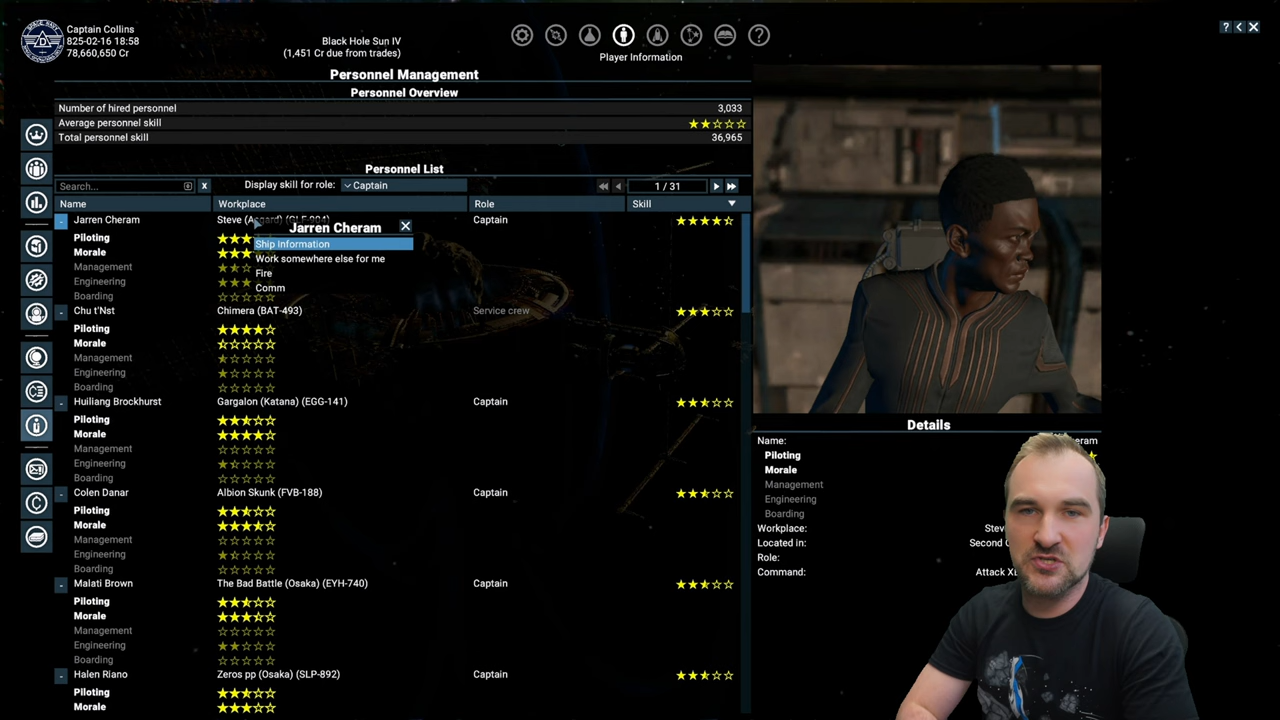 Captain Collins
825-02-16 18:58
78,660,650 Cr
Black Hole Sun IV
(1,451 Cr due from trades)
Player Information
? < X
Personnel Management
Personnel Overview
Number of hired personnel 3,033
Average personnel skill
Total personnel skill 36,965
Personnel List
Search... x Display skill for role: Captain 1 / 31
Name Workplace Role Skill
Jarren Cheram Steve (Asgard) (GLF-904) Captain
Jarren Cheram X
Piloting
Ship Information
Morale
Work somewhere else for me
Management
Fire
Engineering
Comm
Boarding
Chu t'Nst Chimera (BAT-493) Service crew
Piloting
Morale
Management
Engineering
Boarding
Huiliang Brockhurst Gargalon (Katana) (EGG-141) Captain
Piloting
Morale
Management
Engineering
Boarding
Colen Danar Albion Skunk (FVB-188) Captain
Piloting
Morale
Management
Engineering
Boarding
Malati Brown The Bad Battle (Osaka) (EYH-740) Captain
Piloting
Morale
Management
Engineering
Boarding
Halen Riano Zeros pp (Osaka) (SLP-892) Captain
Piloting
Morale
Details
Name:
Piloting
Morale
Management
Engineering
Boarding
Workplace:
Located in: Second
Role:
Command: Attack